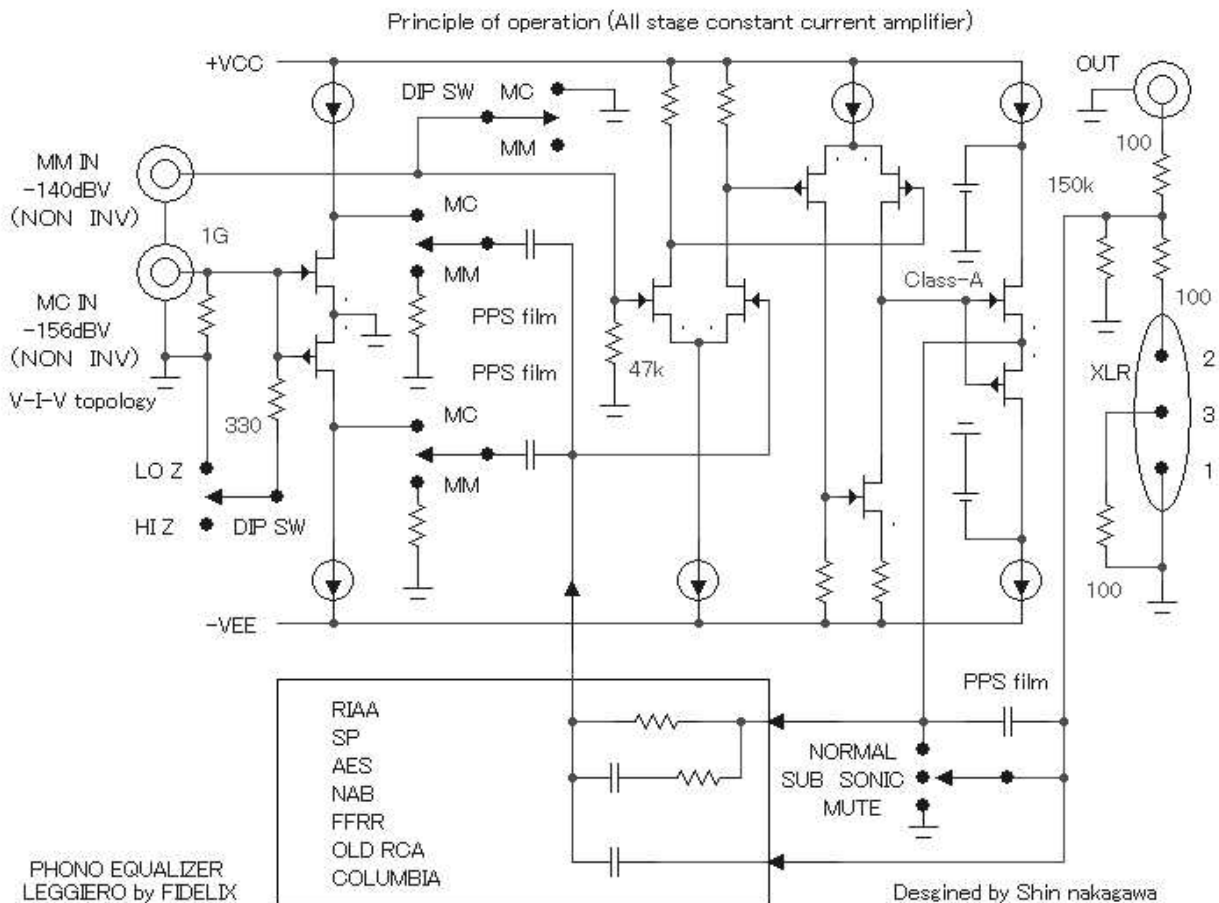 Principle of operation (All stage constant current amplifier)
+VCC
DIP SW
MC
MM
OUT
100
MM IN
-140dBV
(NON INV)
1G
MC
MM
150k
MC IN
-156dBV
(NON INV)
V-I-V topology
PPS film
PPS film
Class-A
100
47k
XLR
2
3
1
330
MC
MM
LO Z
HI Z
DIP SW
100
-VEE
PPS film
RIAA
SP
AES
NAB
FFRR
OLD RCA
COLUMBIA
NORMAL
SUB SONIC
MUTE
PHONO EQUALIZER
LEGGIERO by FIDELIX
Desgined by Shin nakagawa